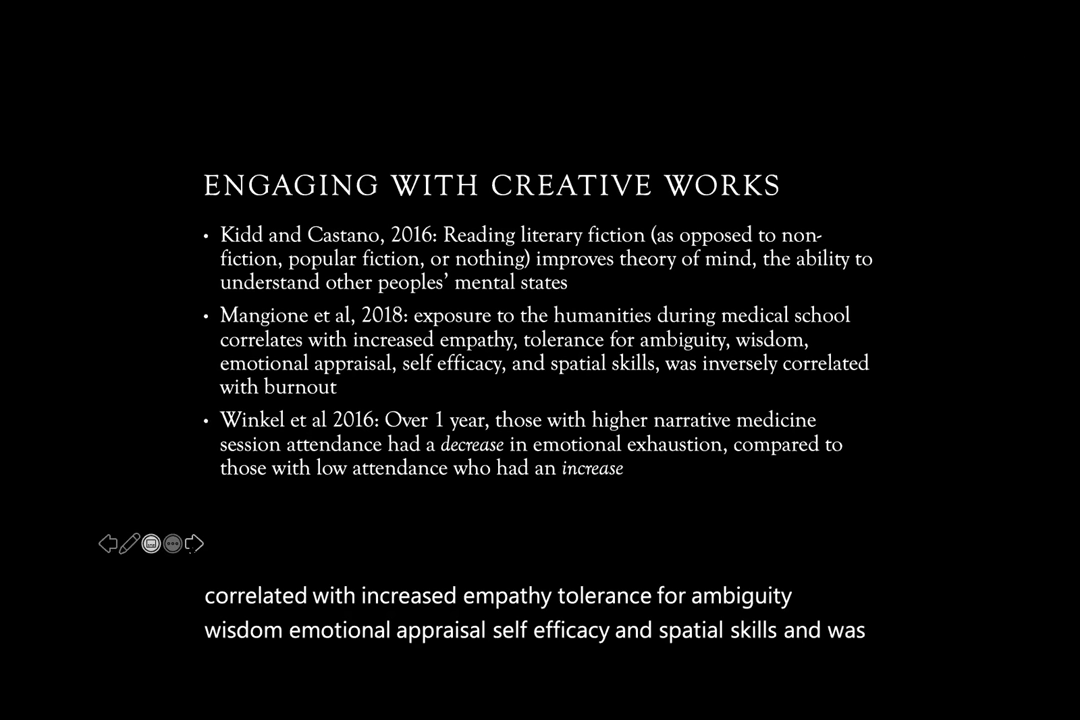 ENGAGING WITH CREATIVE WORKS
• Kidd and Castano, 2016: Reading literary fiction (as opposed to non-
fiction, popular fiction, or nothing) improves theory of mind, the ability to
understand other peoples' mental states
• Mangione et al, 2018: exposure to the humanities during medical school
correlates with increased empathy, tolerance for ambiguity, wisdom,
emotional appraisal, self efficacy, and spatial skills, was inversely correlated
with burnout
• Winkel et al 2016: Over 1 year, those with higher narrative medicine
session attendance had a decrease in emotional exhaustion, compared to
those with low attendance who had an increase
correlated with increased empathy tolerance for ambiguity
wisdom emotional appraisal self efficacy and spatial skills and was